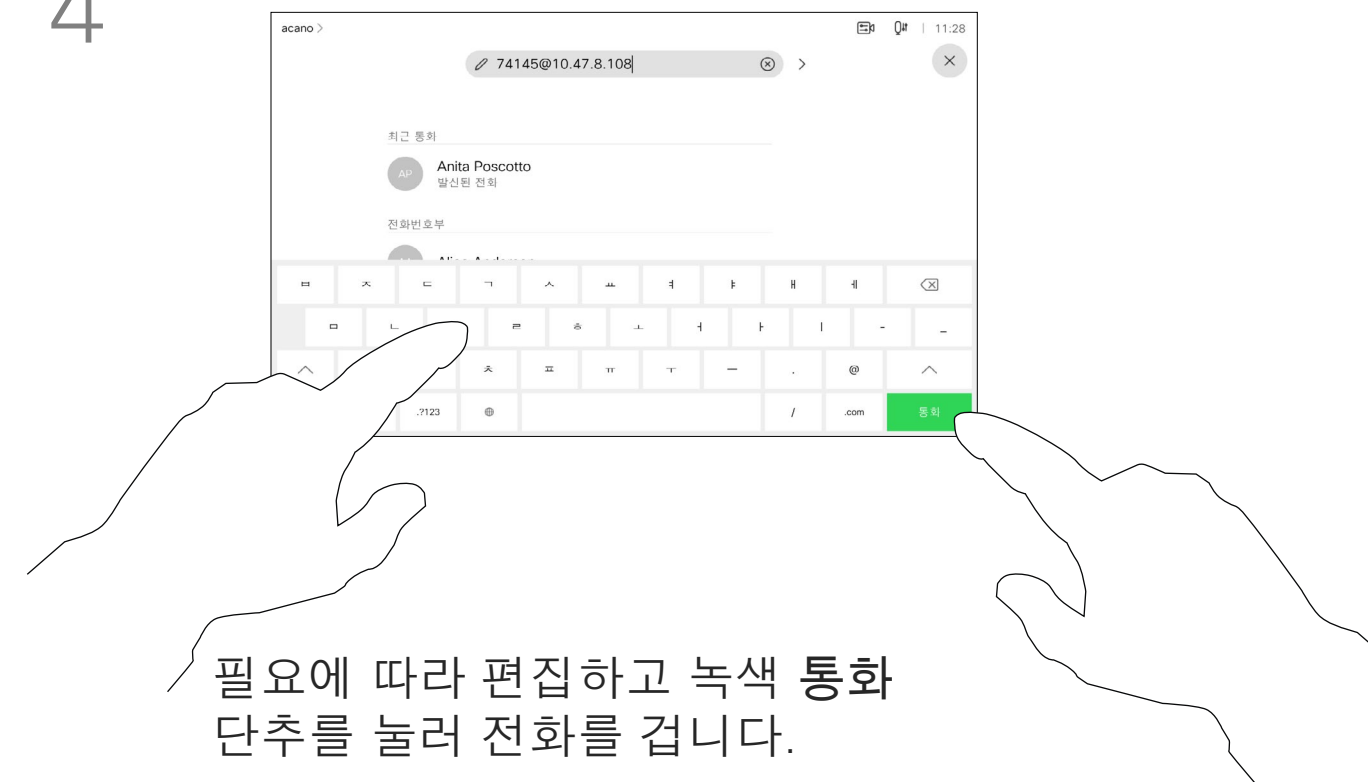 4
acano >
11:28
74145@10.47.8.108
최근 통화
AP
Anita Poscotto
발신된 전화
전화번호부
ㅂ ㅈ ㄷ ㄱ ㅅ ㅛ ㅕ ㅑ ㅐ ㅔ
ㅁ ㄴ ㄹ ㅎ ㅗ ㅓ ㅏ ㅣ - _
ㅊ ㅍ ㅠ ㅜ ㅡ . @
.?123 / .com 통화
필요에 따라 편집하고 녹색 통화
단추를 눌러 전화를 겁니다.